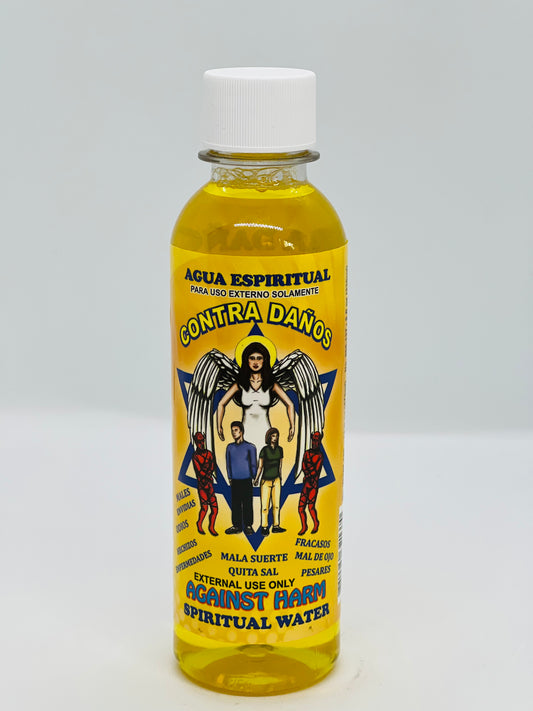 AGUA ESPIRITUAL
PARA USO EXTERNO SOLAMENTE
CONTRA DAÑOS
MALES
ENVIDIAS
ODIOS
HECHIZOS
ENFERMEDADES
MALA SUERTE
QUITA SAL
FRACASOS
MAL DE OJO
PESARES
EXTERNAL USE ONLY
AGAINST HARM
SPIRITUAL WATER